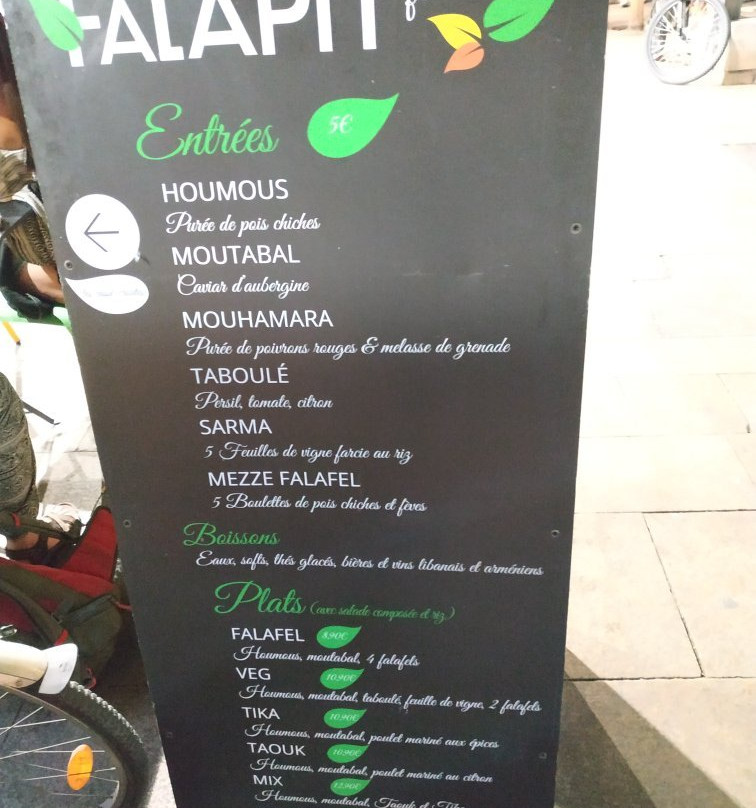 FALAPIT
Entrées 5€
HOUMOUS
Purée de pois chiches
MOUTABAL
Caviar d'aubergine
MOUHAMARA
Purée de poivrons rouges & melasse de grenade
TABOULÉ
Persil, tomate, citron
SARMA
5 Feuilles de vigne farcie au riz
MEZZE FALAFEL
5 Boulettes de pois chiches et fèves
Boissons
Eaux, softs, thés glacés, bières et vins libanais et arméniens
Plats (avec salade composée et riz)
FALAFEL 8,90€
Houmous, moutabal, 4 falafels
VEG 10,90€
Houmous, moutabal, taboulé, feuille de vigne, 2 falafels
TIKA 10,90€
Houmous, moutabal, poulet mariné aux épices
TAOUK 10,90€
Houmous, moutabal, poulet mariné au citron
MIX 12,90€
Houmous, moutabal, Taouk et Tika